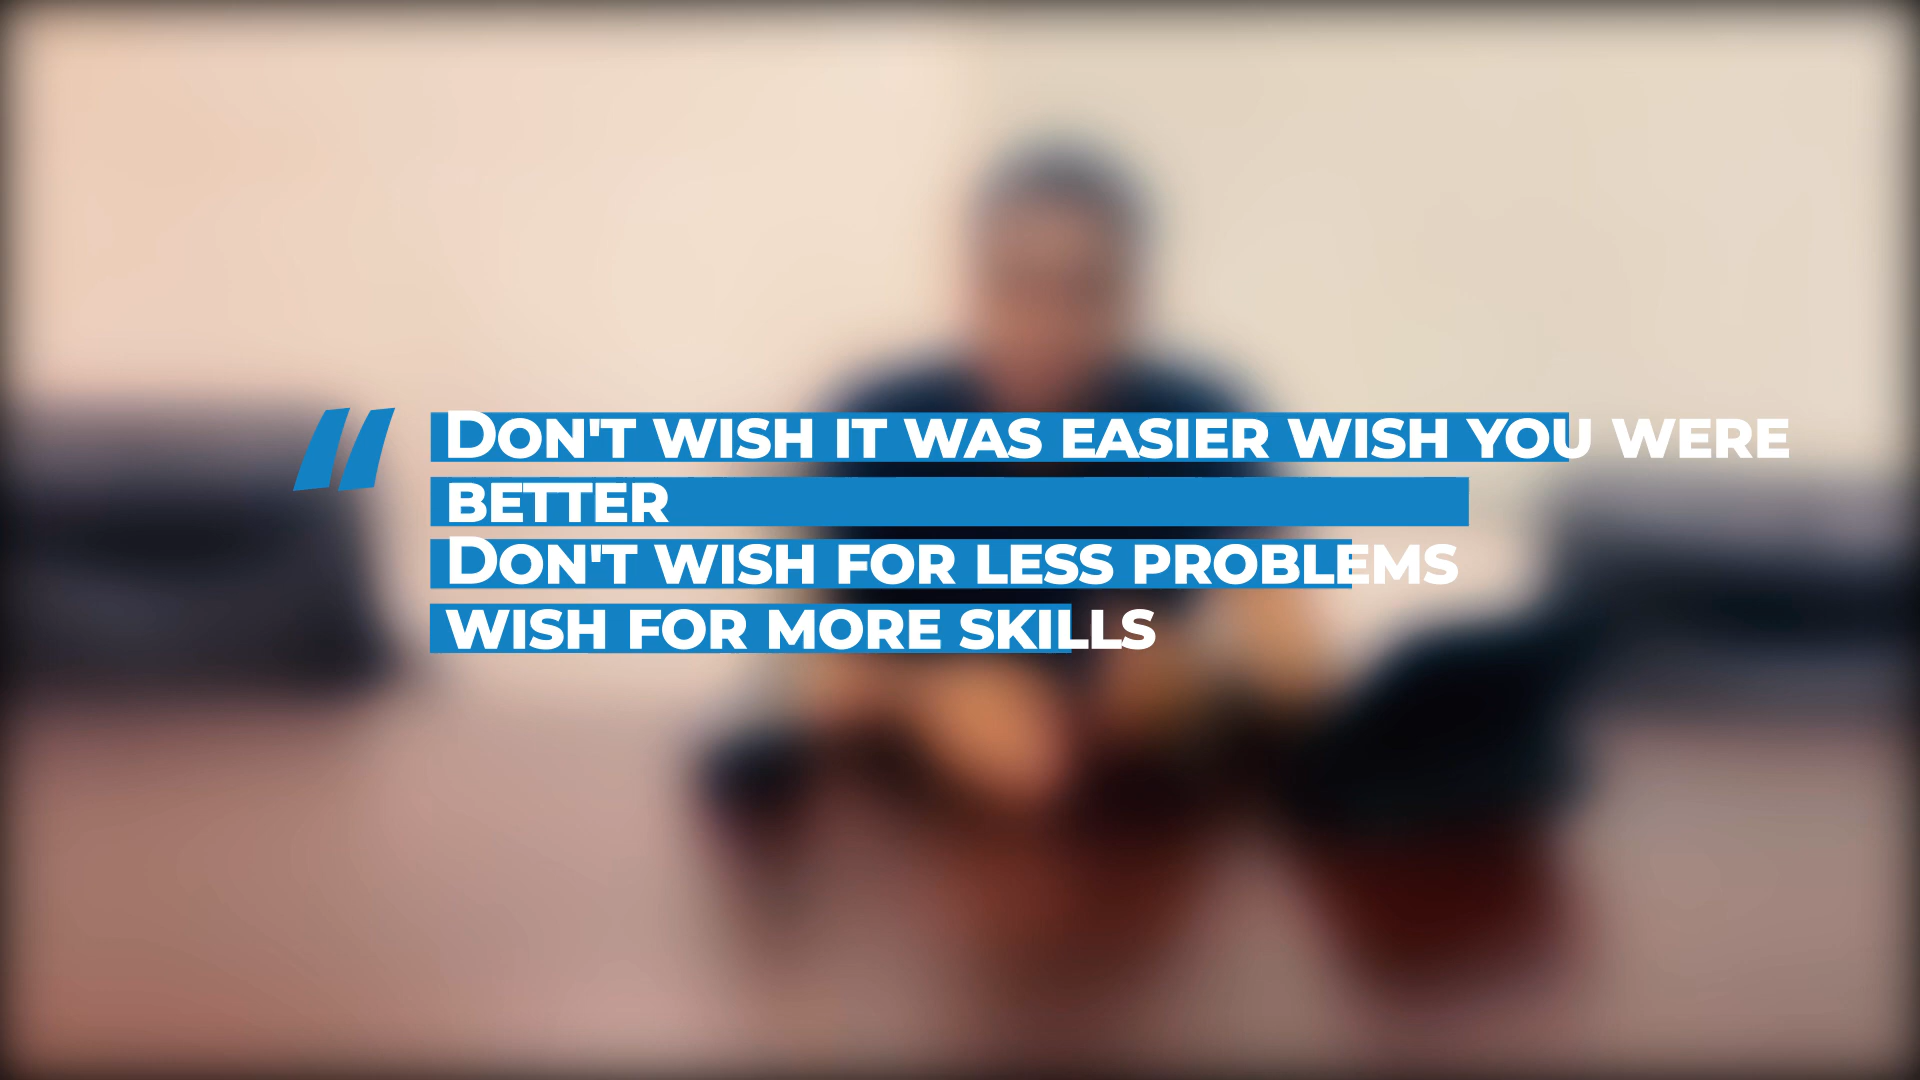 “ Don't wish it was easier wish you were
better
Don't wish for less problems
wish for more skills